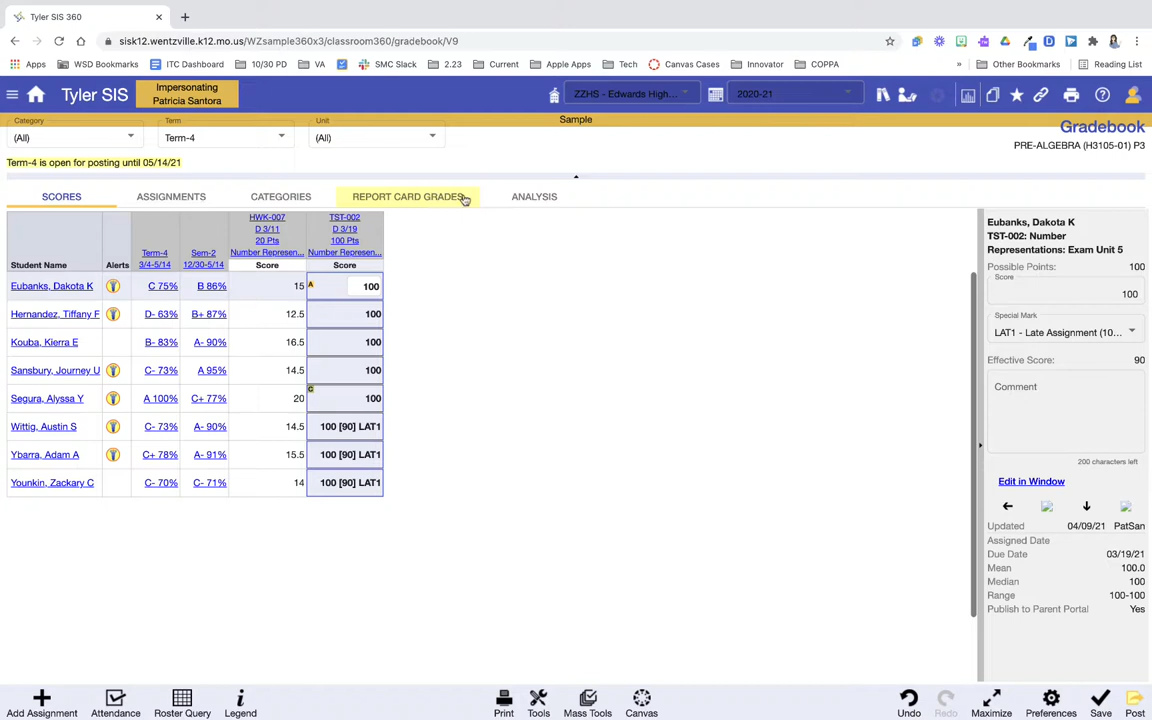 Tyler SIS 360
sisk12.wentzville.k12.mo.us/WZsample360x3/classroom360/gradebook/V9
Apps
WSD Bookmarks
ITC Dashboard
10/30 PD
VA
SMC Slack
2.23
Current
Apple Apps
Tech
Canvas Cases
Innovator
COPPA
»
Other Bookmarks
Reading List
Tyler SIS
Impersonating
Patricia Santora
ZZHS - Edwards High...
2020-21
Sample
Category
(All)
Term
Term-4
Unit
(All)
Gradebook
PRE-ALGEBRA (H3105-01) P3
Term-4 is open for posting until 05/14/21
SCORES
ASSIGNMENTS
CATEGORIES
REPORT CARD GRADES
ANALYSIS
HWK-007 TST-002
D 3/11 D 3/19
20 Pts 100 Pts
Term-4 Sem-2 Number Represen... Number Represen...
Student Name Alerts 3/4-5/14 12/30-5/14 Score Score
Eubanks, Dakota K C 75% B 86% 15 A 100
Hernandez, Tiffany F D- 63% B+ 87% 12.5 100
Kouba, Kierra E B- 83% A- 90% 16.5 100
Sansbury, Journey U C- 73% A 95% 14.5 100
Segura, Alyssa Y A 100% C+ 77% 20 C 100
Wittig, Austin S C- 73% A- 90% 14.5 100 [90] LAT1
Ybarra, Adam A C+ 78% A- 91% 15.5 100 [90] LAT1
Younkin, Zackary C C- 70% C- 71% 14 100 [90] LAT1
Eubanks, Dakota K
TST-002: Number
Representations: Exam Unit 5
Possible Points: 100
Score
100
Special Mark
LAT1 - Late Assignment (10...
Effective Score: 90
Comment
200 characters left
Edit in Window
Updated 04/09/21 PatSan
Assigned Date
Due Date 03/19/21
Mean 100.0
Median 100
Range 100-100
Publish to Parent Portal Yes
Add Assignment
Attendance
Roster Query
Legend
Print
Tools
Mass Tools
Canvas
Undo
Redo
Maximize
Preferences
Save
Post